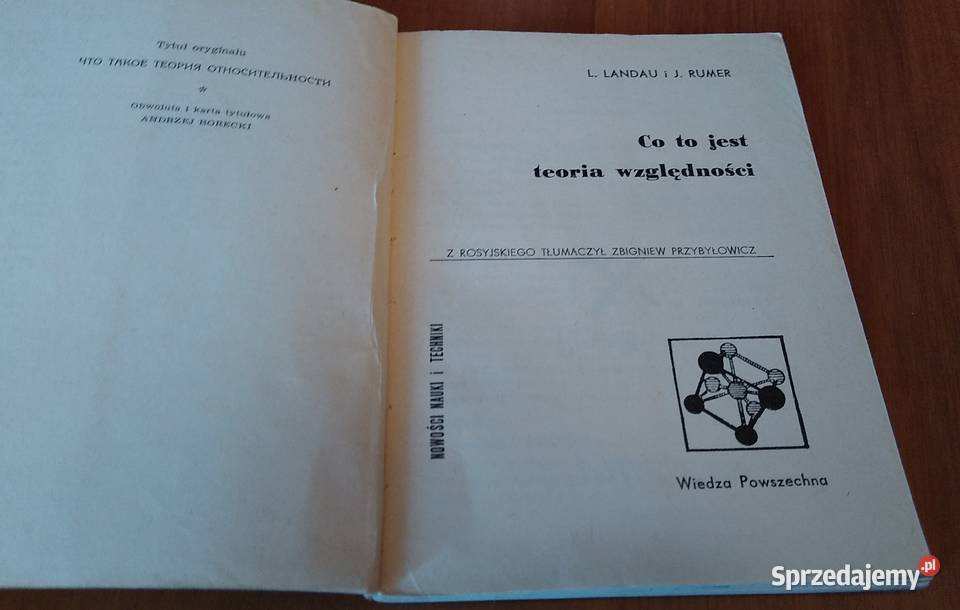 Tytuł oryginału
ЧТО ТАКОЕ ТЕОРИЯ ОТНОСИТЕЛЬНОСТИ
*
Obwoluta i karta tytułowa
ANDRZEJ BORECKI
L. LANDAU i J. RUMER
Co to jest
teoria względności
Z ROSYJSKIEGO TŁUMACZYŁ ZBIGNIEW PRZYBYŁOWICZ
NOWOŚCI NAUKI i TECHNIKI
Wiedza Powszechna
Sprzedajemy.pl